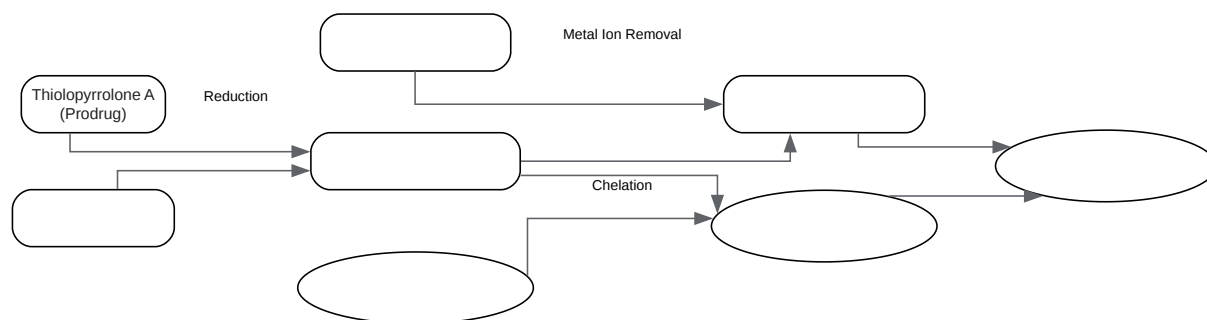 Metal Ion Removal
Thiolopyrrolone A
(Prodrug)
Reduction
Chelation